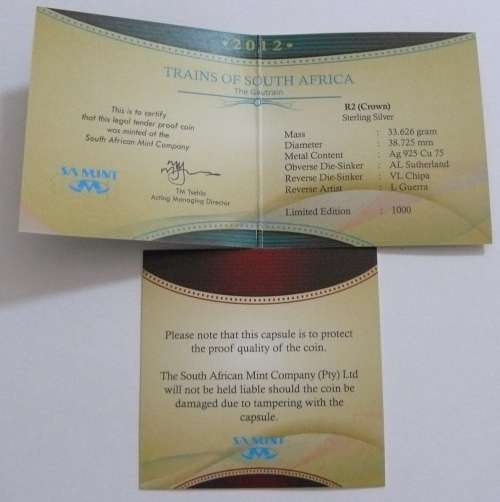 2012
TRAINS OF SOUTH AFRICA
The Gautrain
This is to certify
that this legal tender proof coin
was minted at the
South African Mint Company
SA MINT
TM Tsehlo
Acting Managing Director
R2 (Crown)
Sterling Silver
Mass : 33.626 gram
Diameter : 38.725 mm
Metal Content : Ag 925 Cu 75
Obverse Die-Sinker : AL Sutherland
Reverse Die-Sinker : VL Chipa
Reverse Artist : L Guerra
Limited Edition : 1000
Please note that this capsule is to protect
the proof quality of the coin.
The South African Mint Company (Pty) Ltd
will not be held liable should the coin be
damaged due to tampering with the
capsule.
SA MINT